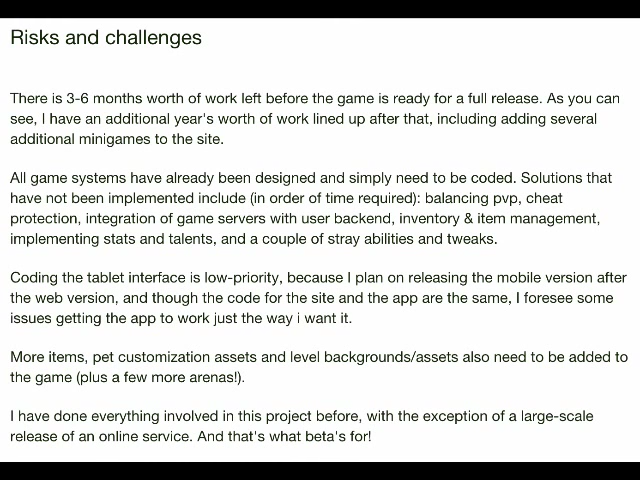 Risks and challenges
There is 3-6 months worth of work left before the game is ready for a full release. As you can
see, I have an additional year's worth of work lined up after that, including adding several
additional minigames to the site.
All game systems have already been designed and simply need to be coded. Solutions that
have not been implemented include (in order of time required): balancing pvp, cheat
protection, integration of game servers with user backend, inventory & item management,
implementing stats and talents, and a couple of stray abilities and tweaks.
Coding the tablet interface is low-priority, because I plan on releasing the mobile version after
the web version, and though the code for the site and the app are the same, I foresee some
issues getting the app to work just the way i want it.
More items, pet customization assets and level backgrounds/assets also need to be added to
the game (plus a few more arenas!).
I have done everything involved in this project before, with the exception of a large-scale
release of an online service. And that's what beta's for!